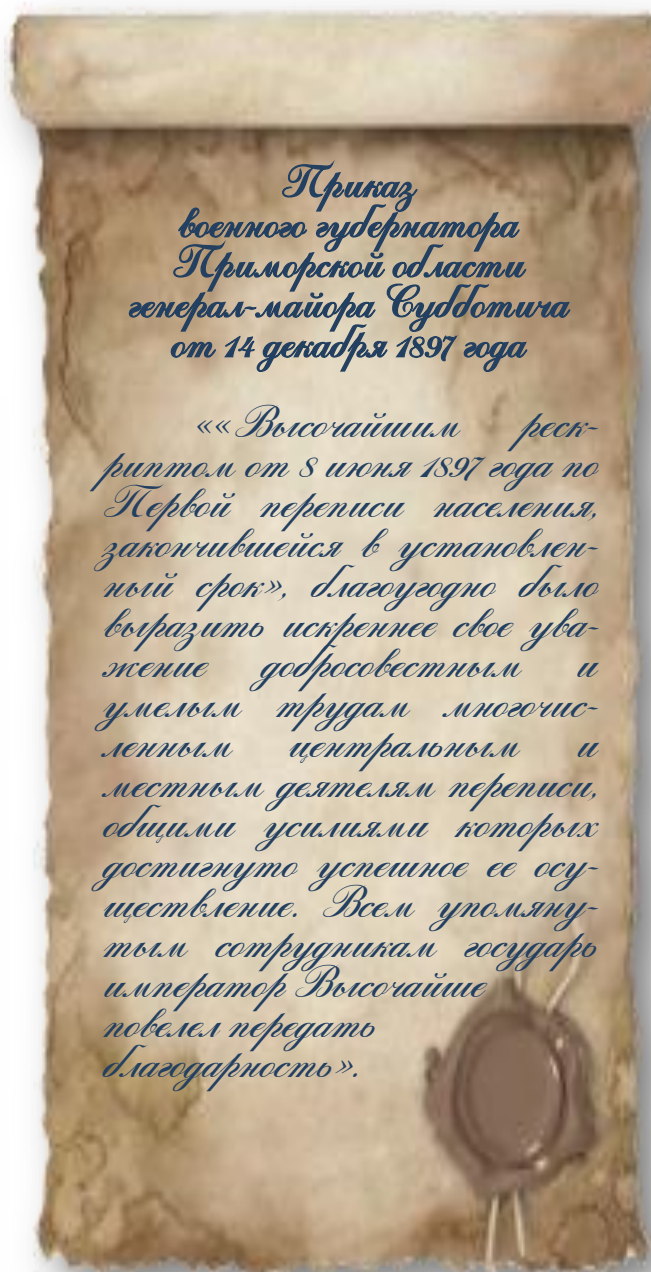 Приказ
военного губернатора
Приморской области
генерал-майора Субботича
от 14 декабря 1897 года
««Высочайшим реск-
риптом от 8 июня 1897 года по
Первой переписи населения,
закончившейся в установлен-
ный срок», благоугодно было
выразить искреннее свое ува-
жение добросовестным и
умелым трудам многочис-
ленным центральным и
местным деятелям переписи,
общими усилиями которых
достигнуто успешное ее осу-
ществление. Всем упомяну-
тым сотрудникам государь
император Высочайше
повелел передать
благодарность».